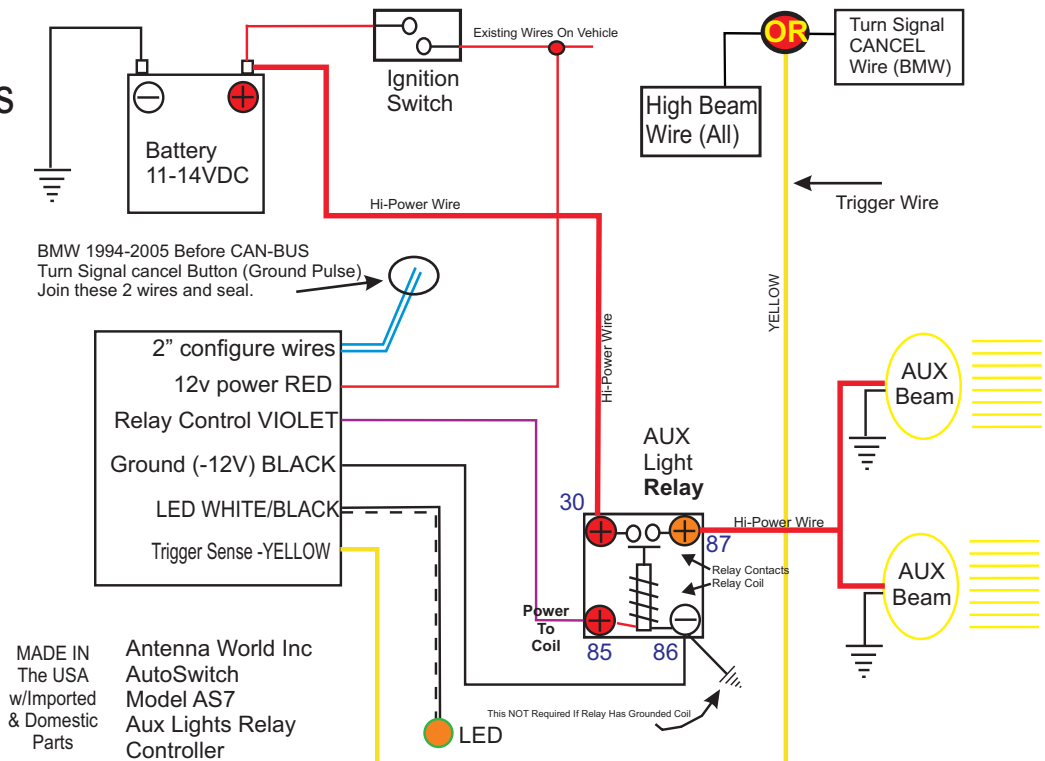 Existing Wires On Vehicle
Ignition
Switch
OR
Turn Signal
CANCEL
Wire (BMW)
High Beam
Wire (All)
S
Battery
11-14VDC
Hi-Power Wire
Trigger Wire
BMW 1994-2005 Before CAN-BUS
Turn Signal cancel Button (Ground Pulse)
Join these 2 wires and seal.
YELLOW
Hi-Power Wire
2" configure wires
12v power RED
Relay Control VIOLET
Ground (-12V) BLACK
LED WHITE/BLACK
Trigger Sense -YELLOW
AUX
Light
Relay
30
87
Hi-Power Wire
Relay Contacts
Relay Coil
Power
To
Coil
85
86
AUX
Beam
AUX
Beam
This NOT Required If Relay Has Grounded Coil
LED
MADE IN
The USA
w/Imported
& Domestic
Parts
Antenna World Inc
AutoSwitch
Model AS7
Aux Lights Relay
Controller